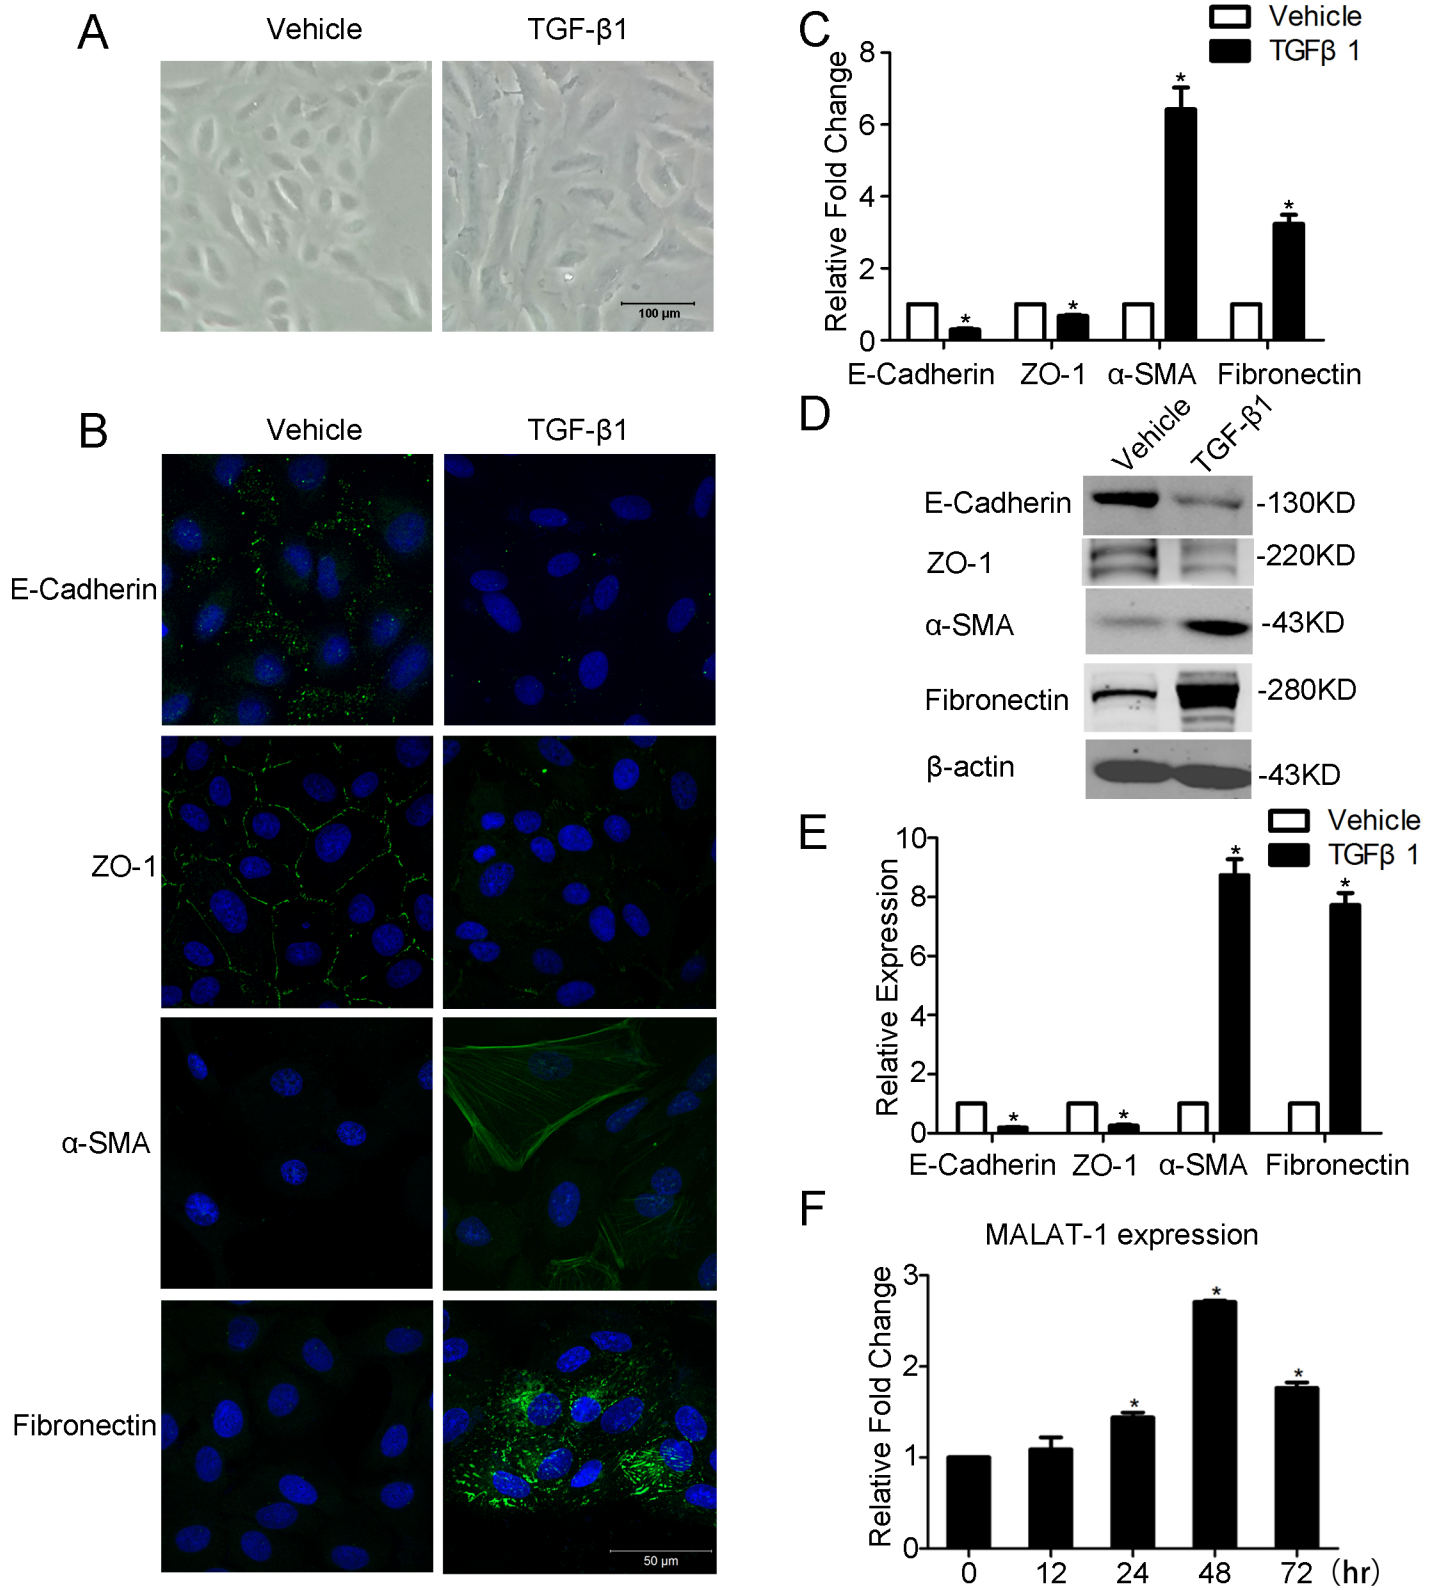 A
Vehicle
TGF-β1
100 μm
B
Vehicle
TGF-β1
E-Cadherin
ZO-1
α-SMA
Fibronectin
50 μm
C
Vehicle
TGFβ 1
Relative Fold Change
8
6
4
2
0
*
*
*
*
E-Cadherin
ZO-1
α-SMA
Fibronectin
D
Vehicle
TGF-β1
E-Cadherin
-130KD
ZO-1
-220KD
α-SMA
-43KD
Fibronectin
-280KD
β-actin
-43KD
E
Vehicle
TGFβ 1
Relative Expression
10
8
6
4
2
0
*
*
*
*
E-Cadherin
ZO-1
α-SMA
Fibronectin
F
MALAT-1 expression
Relative Fold Change
3
2
1
0
*
*
*
0
12
24
48
72
(hr)